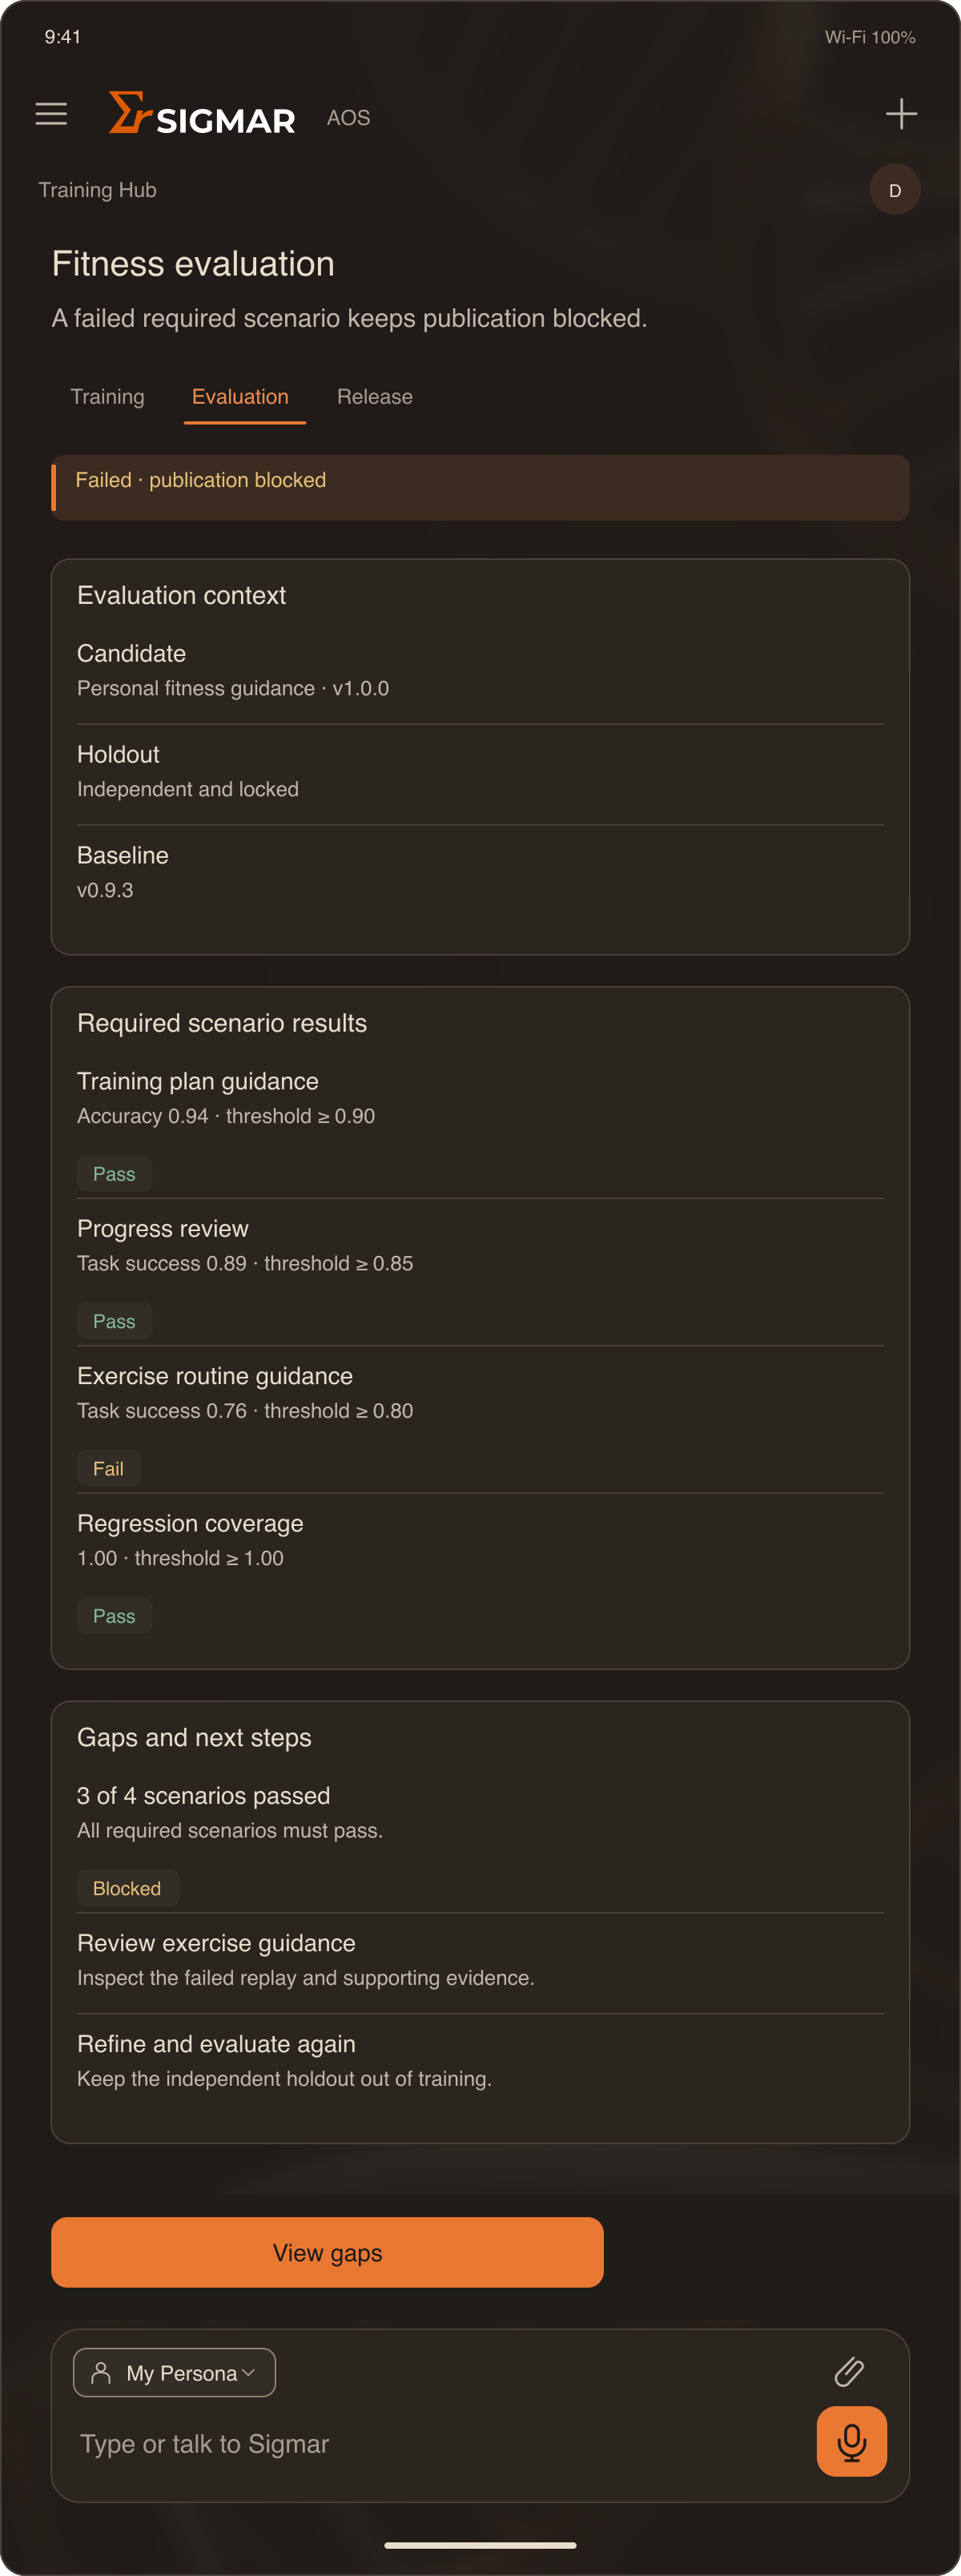 9:41
Wi-Fi 100%
Σr SIGMAR AOS
Training Hub
D
Fitness evaluation
A failed required scenario keeps publication blocked.
Training Evaluation Release
Failed · publication blocked
Evaluation context
Candidate
Personal fitness guidance · v1.0.0
Holdout
Independent and locked
Baseline
v0.9.3
Required scenario results
Training plan guidance
Accuracy 0.94 · threshold ≥ 0.90
Pass
Progress review
Task success 0.89 · threshold ≥ 0.85
Pass
Exercise routine guidance
Task success 0.76 · threshold ≥ 0.80
Fail
Regression coverage
1.00 · threshold ≥ 1.00
Pass
Gaps and next steps
3 of 4 scenarios passed
All required scenarios must pass.
Blocked
Review exercise guidance
Inspect the failed replay and supporting evidence.
Refine and evaluate again
Keep the independent holdout out of training.
View gaps
My Persona
Type or talk to Sigmar